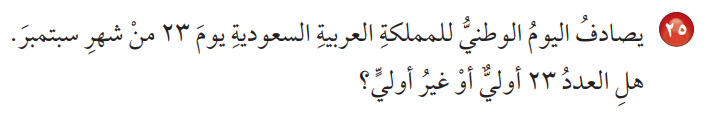 ٢٥ يصادفُ اليومُ الوطنيُّ للمملكةِ العربيةِ السعوديةِ يومَ ٢٣ منْ شهرِ سبتمبرَ.
هلِ العددُ ٢٣ أوليٌّ أوْ غيرُ أوليٍّ؟